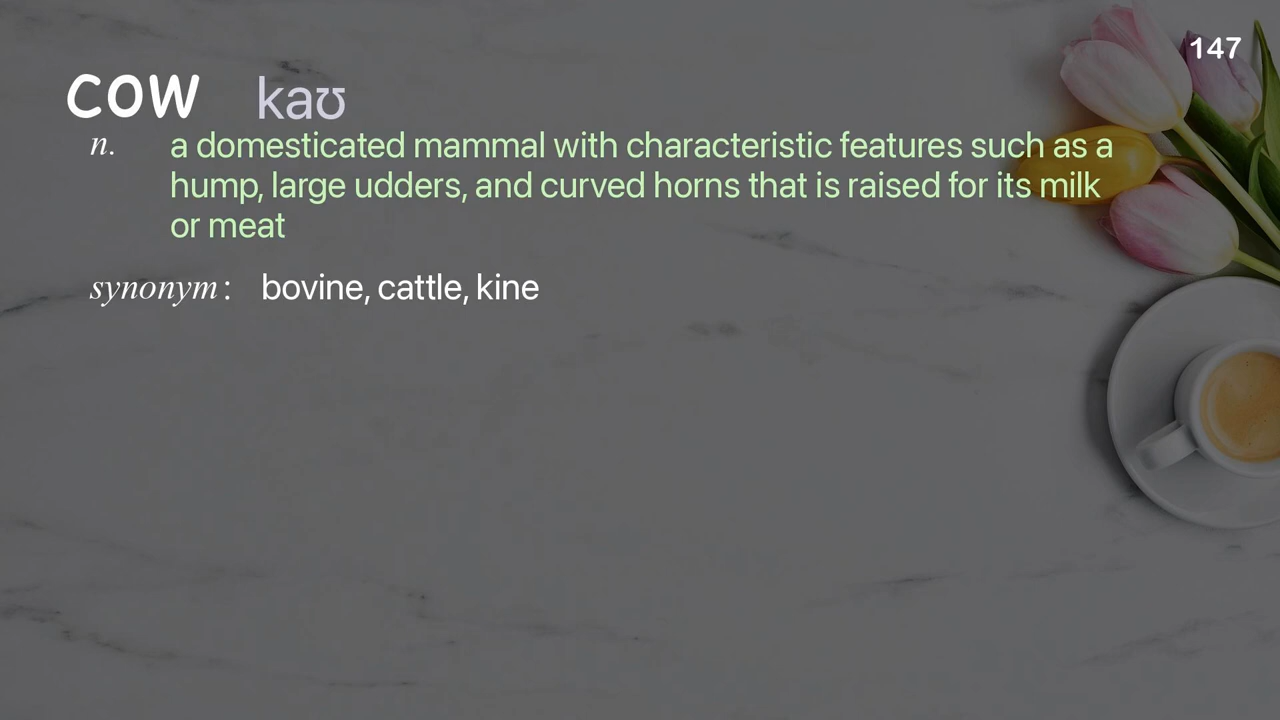 147
cow kaʊ
n. a domesticated mammal with characteristic features such as a
hump, large udders, and curved horns that is raised for its milk
or meat
synonym: bovine, cattle, kine